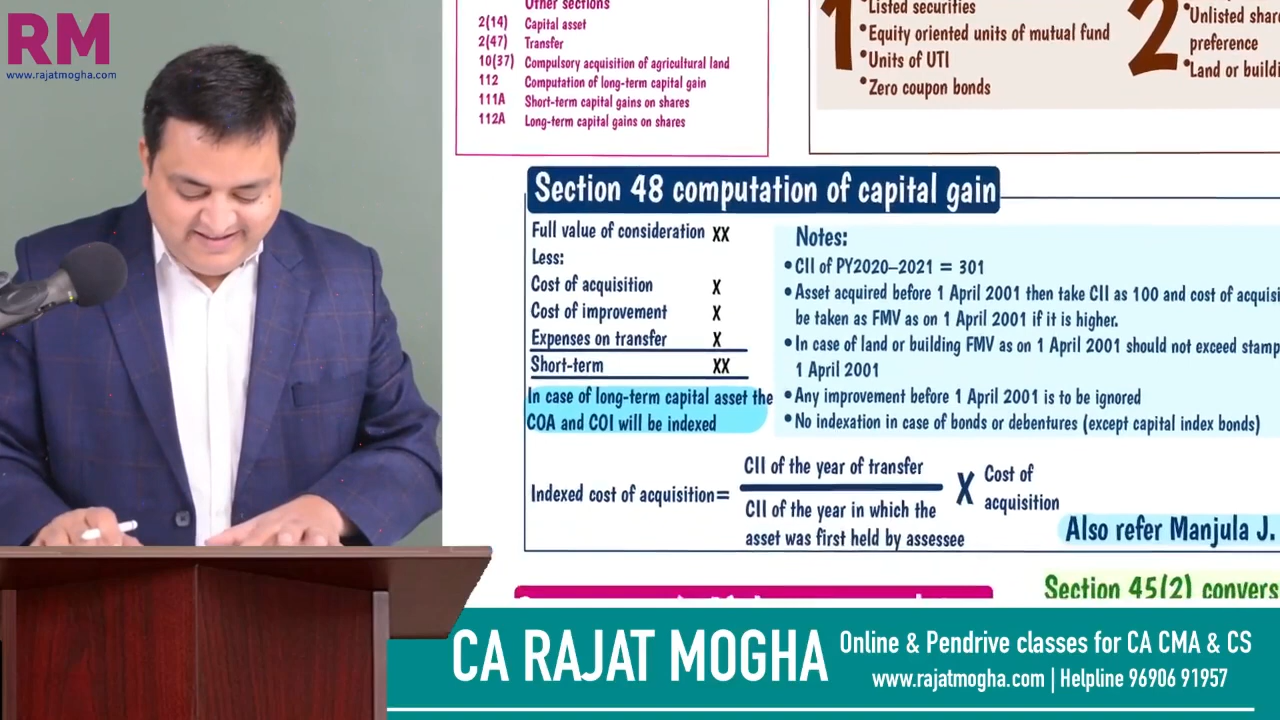 RM
www.rajatmogha.com
Other sections
2(14) Capital asset
2(47) Transfer
10(37) Compulsory acquisition of agricultural land
112 Computation of long-term capital gain
111A Short-term capital gains on shares
112A Long-term capital gains on shares
1
Listed securities
•Equity oriented units of mutual fund
•Units of UTI
•Zero coupon bonds
2
•Unlisted
preference
•Land or
Section 48 computation of capital gain
Full value of consideration XX
Less:
Cost of acquisition X
Cost of improvement X
Expenses on transfer X
Short-term XX
In case of long-term capital asset the
COA and COI will be indexed
Notes:
•CII of PY2020–2021 = 301
•Asset acquired before 1 April 2001 then take CII as 100 and cost of
be taken as FMV as on 1 April 2001 if it is higher.
•In case of land or building FMV as on 1 April 2001 should not exceed stamp
1 April 2001
•Any improvement before 1 April 2001 is to be ignored
•No indexation in case of bonds or debentures (except capital index bonds)
Indexed cost of acquisition=
CII of the year of transfer
CII of the year in which the
asset was first held by assessee
X
Cost of
acquisition
Also refer Manjula J.
Section 45(2)
CA RAJAT MOGHA
Online & Pendrive classes for CA CMA & CS
www.rajatmogha.com | Helpline 96906 91957